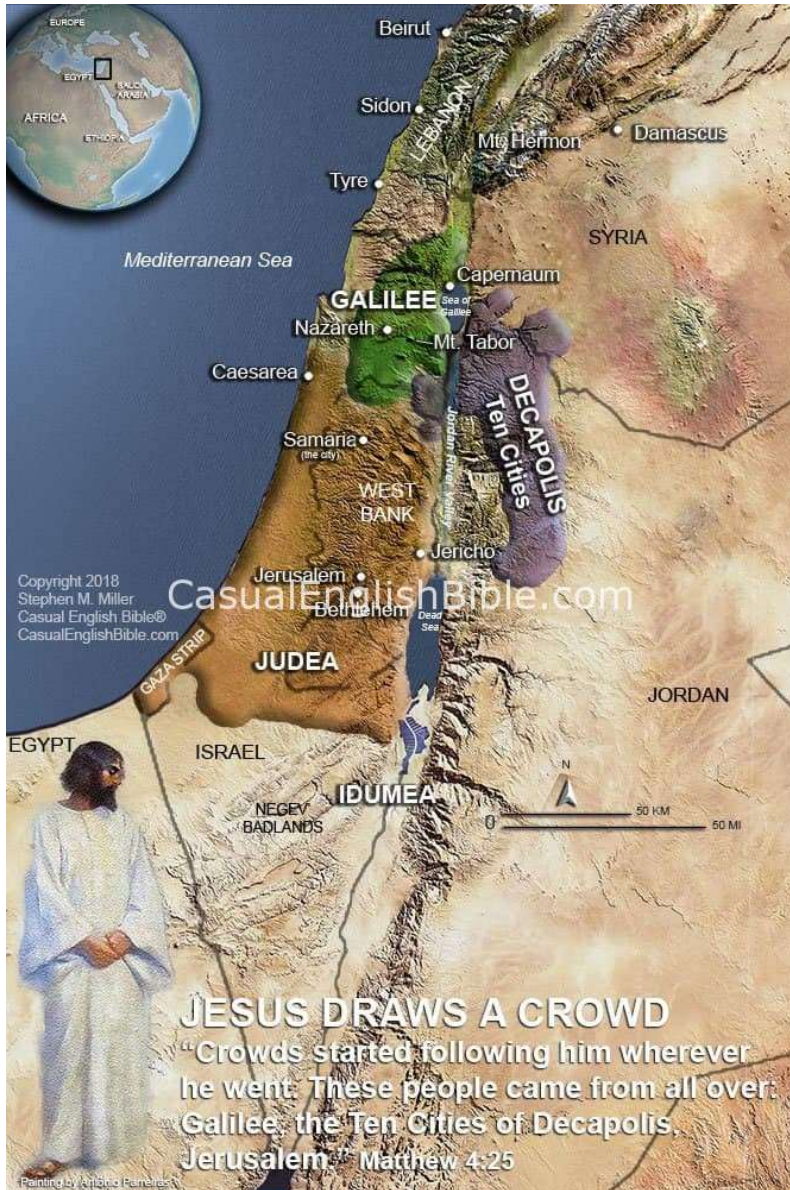 EUROPE
EGYPT
SAUDI
ARABIA
AFRICA
ETHIOPIA
Beirut
Sidon
LEBANON
Mt. Hermon
Damascus
Tyre
SYRIA
Mediterranean Sea
Capernaum
GALILEE
Sea of
Galilee
Nazareth
Mt. Tabor
Caesarea
DECAPOLIS
Ten Cities
Jordan River Valley
Samaria
(the city)
WEST
BANK
Jericho
Jerusalem
Copyright 2018
Stephen M. Miller
Casual English Bible®
CasualEnglishBible.com
CasualEnglishBible.com
Bethlehem
Dead
Sea
GAZA STRIP
JUDEA
JORDAN
EGYPT
ISRAEL
IDUMEA
NEGEV
BADLANDS
N
0
50 KM
50 MI
JESUS DRAWS A CROWD
“Crowds started following him wherever
he went. These people came from all over:
Galilee, the Ten Cities of Decapolis,
Jerusalem.” Matthew 4:25
Painting by Antonio Parreiras